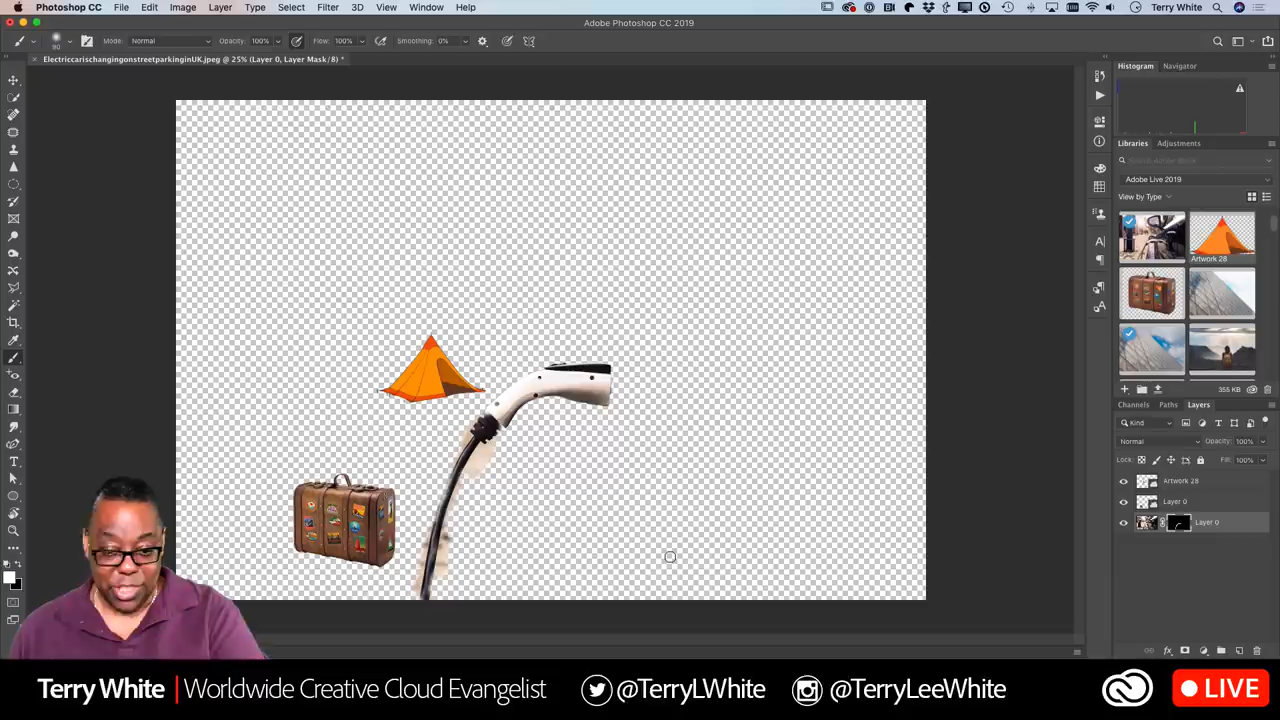 Photoshop CC File Edit Image Layer Type Select Filter 3D View Window Help Terry White
Adobe Photoshop CC 2019
80 Mode: Normal Opacity: 100% Flow: 100% Smoothing: 0%
ElectriccarischangingonstreetparkinginUK.jpeg @ 25% (Layer 0, Layer Mask/8) *
Histogram Navigator
Libraries Adjustments
Adobe Live 2019
View by Type
Artwork 28
355 KB
Channels Paths Layers
Kind
Normal Opacity: 100%
Lock: Fill: 100%
Artwork 28
Layer 0
Layer 0
Terry White Worldwide Creative Cloud Evangelist @TerryLWhite @TerryLeeWhite LIVE